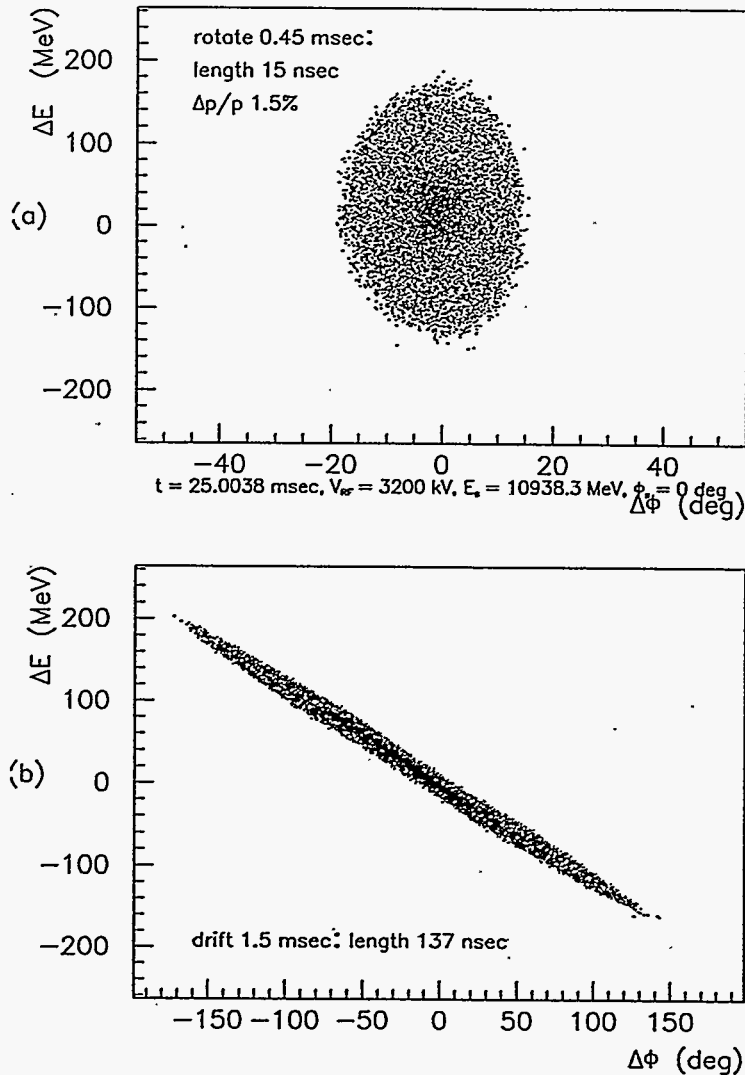 rotate 0.45 msec:
length 15 nsec
Δp/p 1.5%
ΔE (MeV)
200
100
0
−100
−200
(a)
−40 −20 0 20 40
t = 25.0038 msec, V_RF = 3200 kV, E_s = 10938.3 MeV, ϕ_s = 0 deg
ΔΦ (deg)
ΔE (MeV)
200
100
0
−100
−200
(b)
drift 1.5 msec: length 137 nsec
−150 −100 −50 0 50 100 150
ΔΦ (deg)